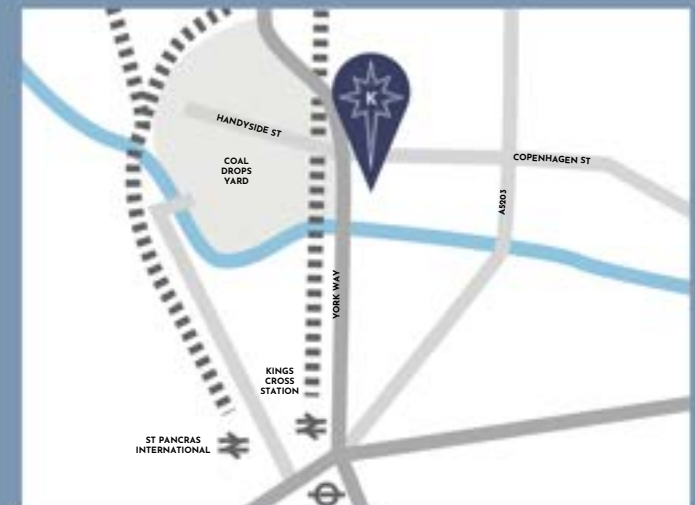 K
HANDYSIDE ST
COPENHAGEN ST
COAL
DROPS
YARD
A5203
YORK WAY
KINGS
CROSS
STATION
ST PANCRAS
INTERNATIONAL